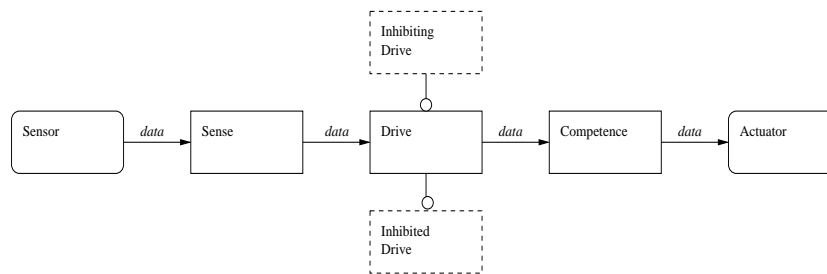 Inhibiting
Drive
Sensor
data
Sense
data
Drive
data
Competence
data
Actuator
Inhibited
Drive